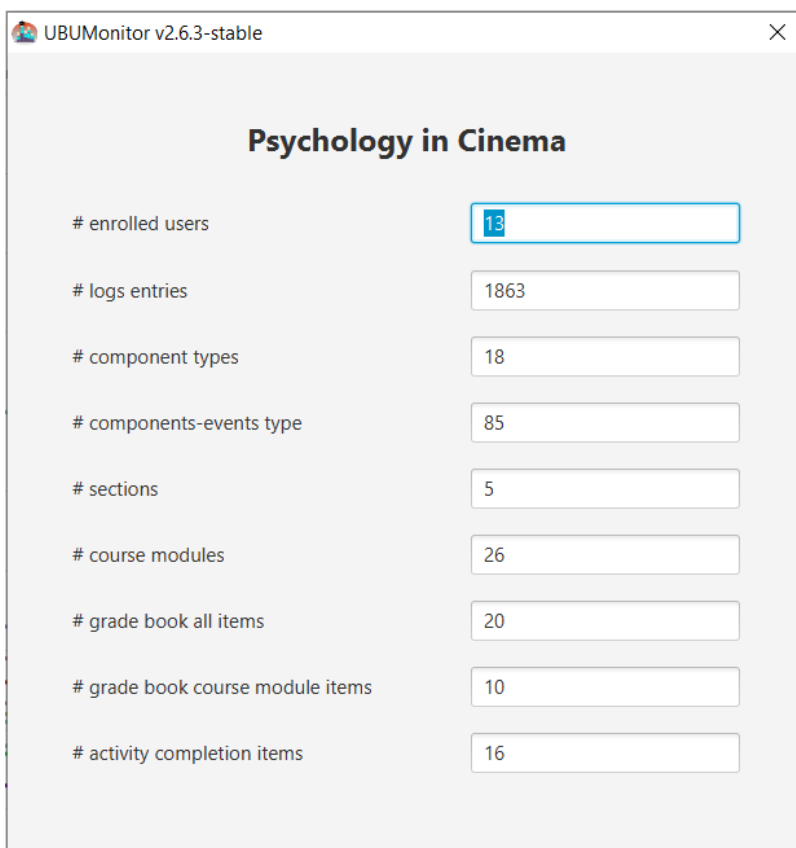 UBUMonitor v2.6.3-stable
Psychology in Cinema
# enrolled users 13
# logs entries 1863
# component types 18
# components-events type 85
# sections 5
# course modules 26
# grade book all items 20
# grade book course module items 10
# activity completion items 16